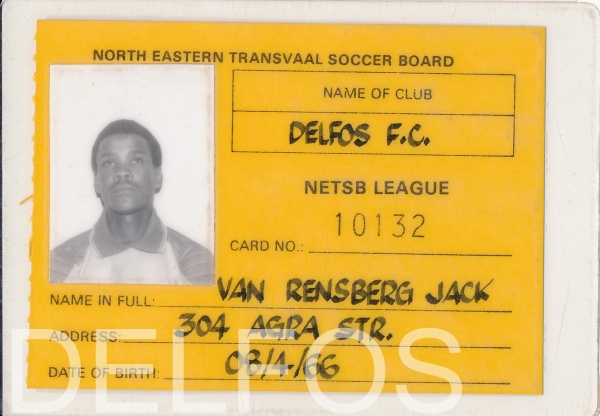 NORTH EASTERN TRANSVAAL SOCCER BOARD
NAME OF CLUB
DELFOS F.C.
NETSB LEAGUE
CARD NO.: 10132
NAME IN FULL: VAN RENSBERG JACK
ADDRESS: 304 AGRA STR.
DATE OF BIRTH: 08/4/66
DELFOS